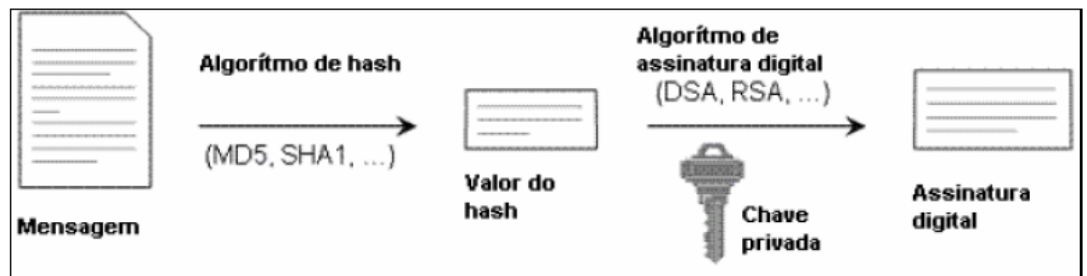 Mensagem
Algorítmo de hash
(MD5, SHA1, ...)
Valor do
hash
Algorítmo de
assinatura digital
(DSA, RSA, ...)
Chave
privada
Assinatura
digital